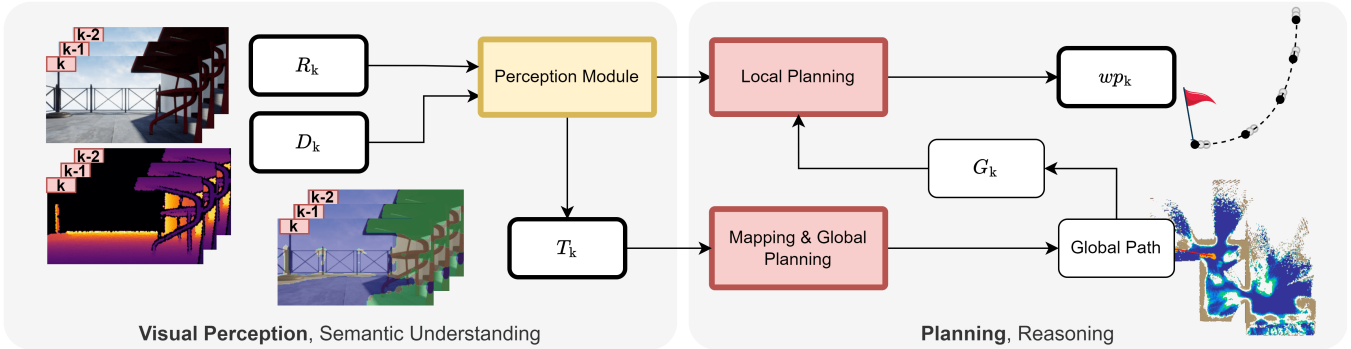 k-2
k-1
k
R_k
D_k
Perception Module
Local Planning
wp_k
k-2
k-1
k
k-2
k-1
k
T_k
G_k
Mapping & Global
Planning
Global Path
Visual Perception, Semantic Understanding
Planning, Reasoning